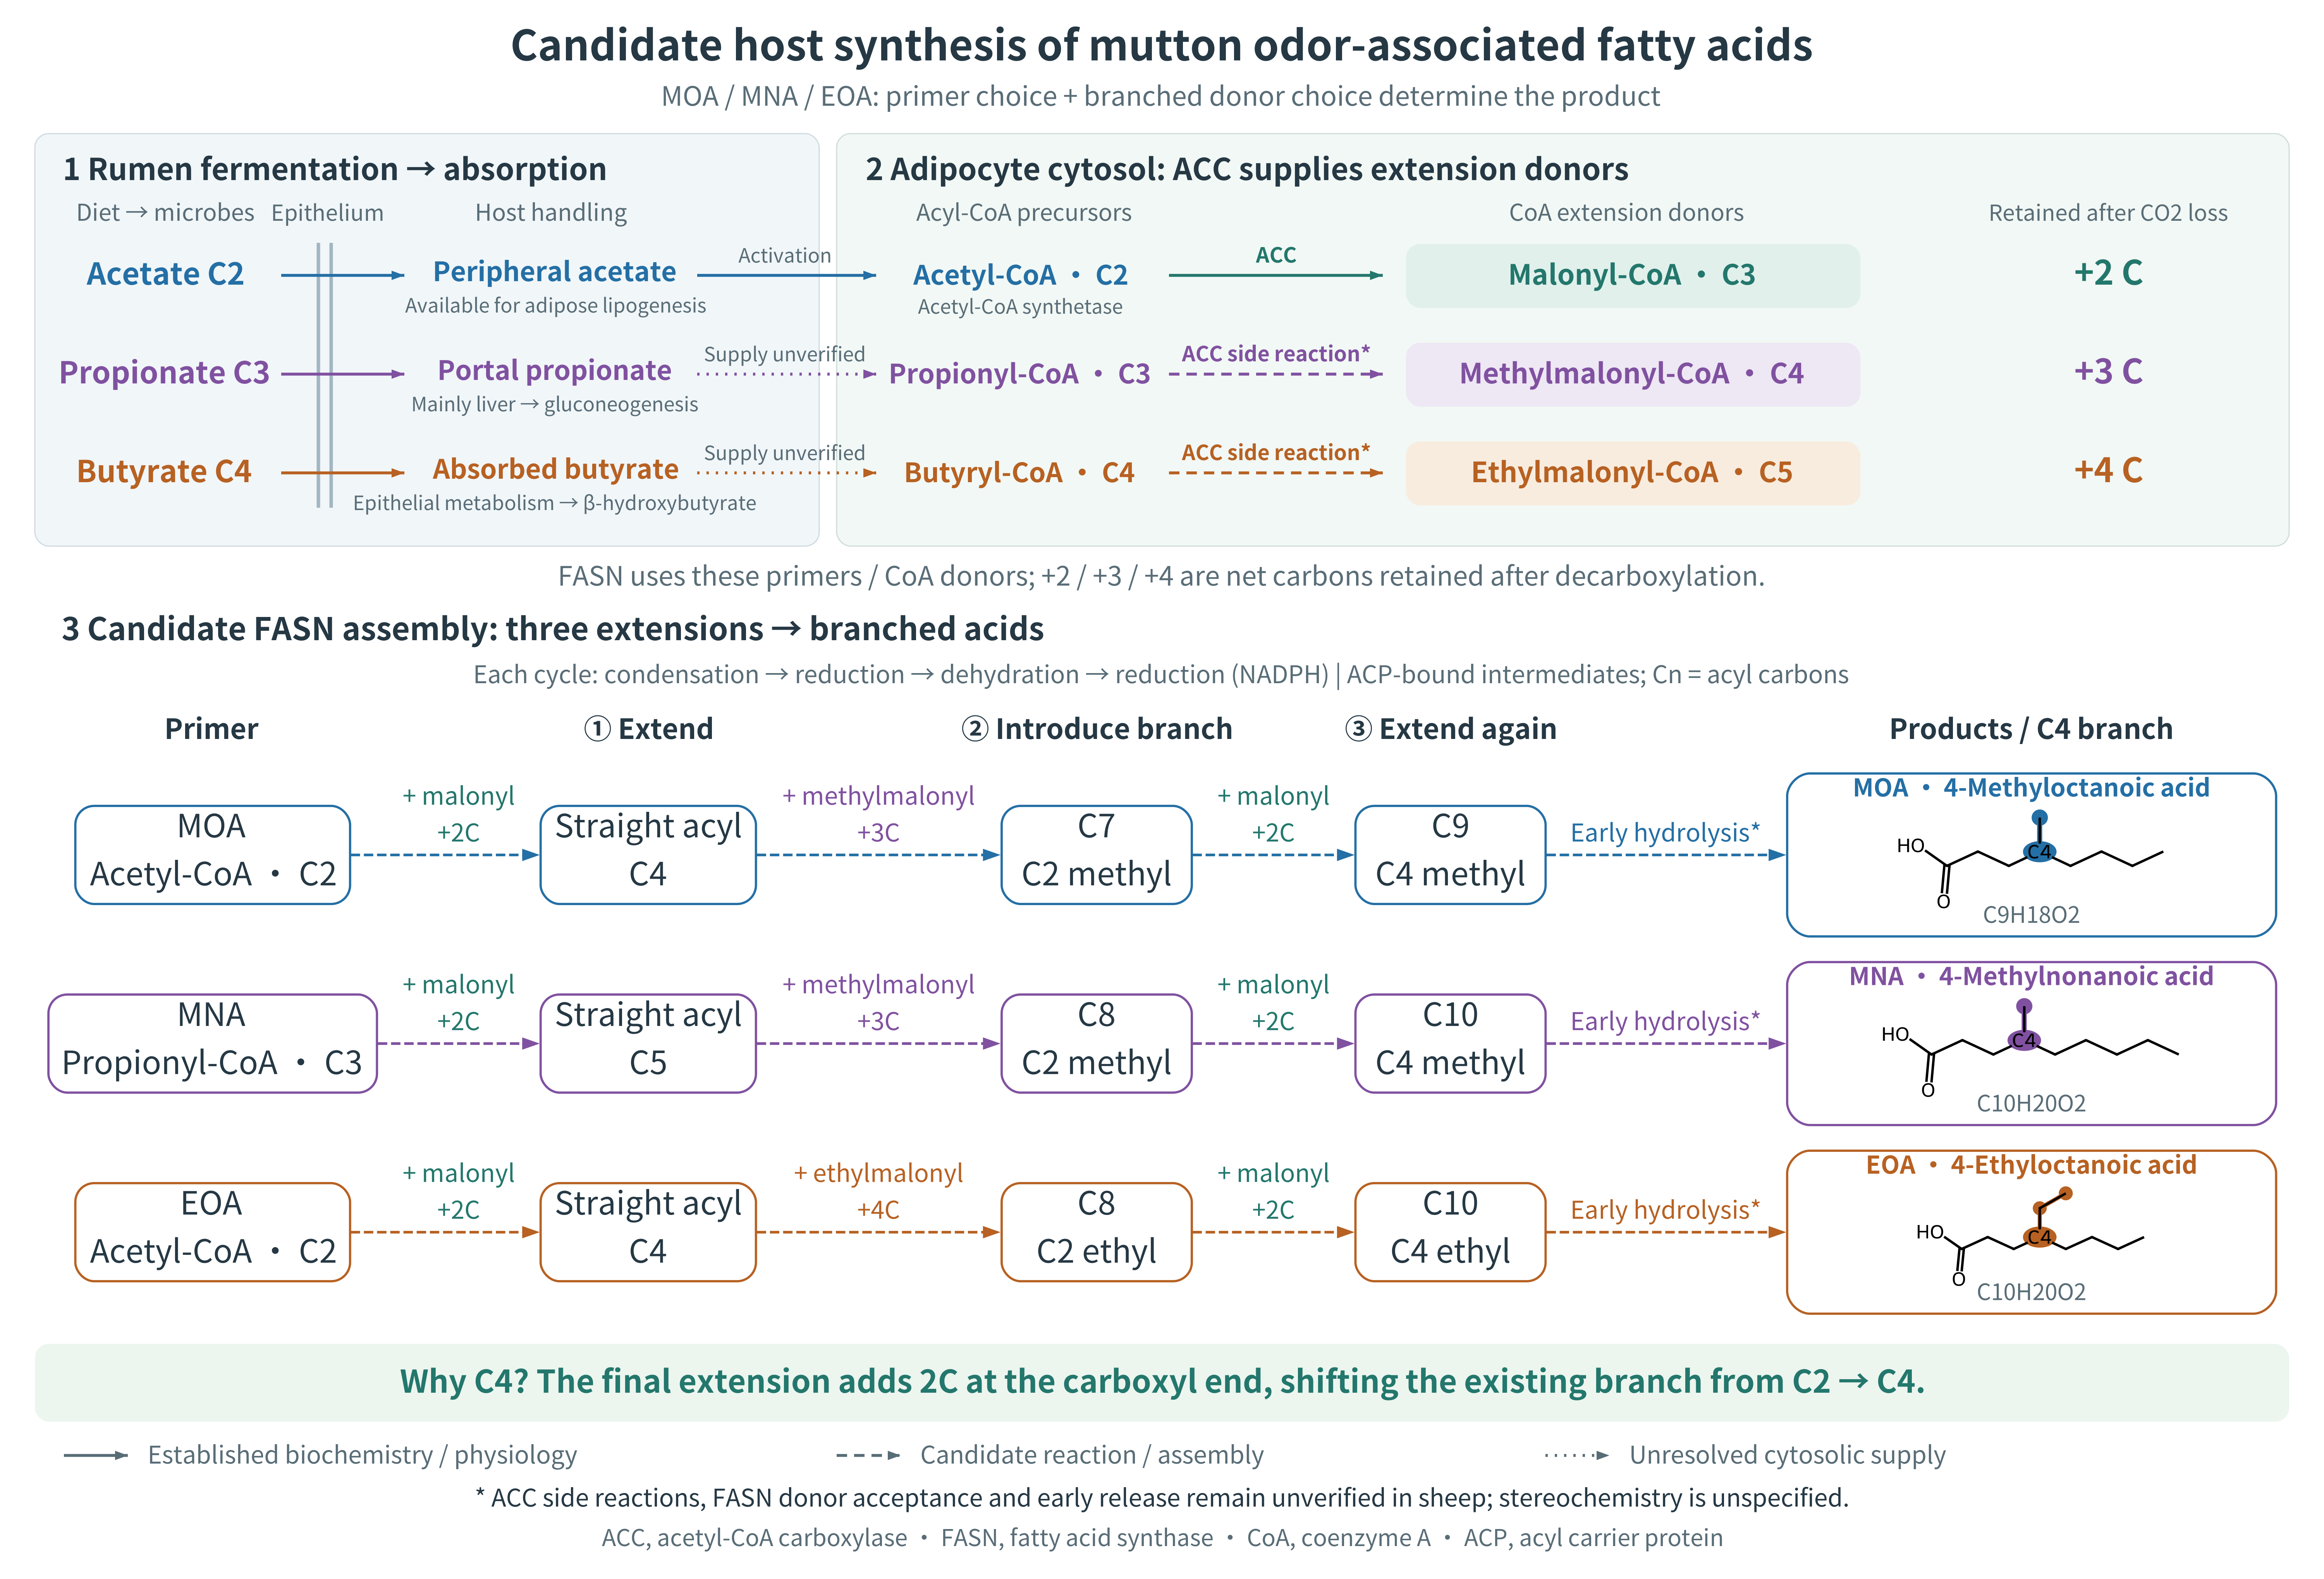 Candidate host synthesis of mutton odor-associated fatty acids
MOA / MNA / EOA: primer choice + branched donor choice determine the product
1 Rumen fermentation → absorption
Diet → microbes
Epithelium
Host handling
Acetate C2
Peripheral acetate
Available for adipose lipogenesis
Activation
Propionate C3
Portal propionate
Mainly liver → gluconeogenesis
Supply unverified
Butyrate C4
Absorbed butyrate
Epithelial metabolism → β-hydroxybutyrate
Supply unverified
2 Adipocyte cytosol: ACC supplies extension donors
Acyl-CoA precursors
CoA extension donors
Retained after CO2 loss
Acetyl-CoA • C2
Acetyl-CoA synthetase
ACC
Malonyl-CoA • C3
+2 C
Propionyl-CoA • C3
ACC side reaction*
Methylmalonyl-CoA • C4
+3 C
Butyryl-CoA • C4
ACC side reaction*
Ethylmalonyl-CoA • C5
+4 C
FASN uses these primers / CoA donors; +2 / +3 / +4 are net carbons retained after decarboxylation.
3 Candidate FASN assembly: three extensions → branched acids
Each cycle: condensation → reduction → dehydration → reduction (NADPH) | ACP-bound intermediates; Cn = acyl carbons
Primer
① Extend
② Introduce branch
③ Extend again
Products / C4 branch
MOA
Acetyl-CoA • C2
+ malonyl
+2C
Straight acyl
C4
+ methylmalonyl
+3C
C7
C2 methyl
+ malonyl
+2C
C9
C4 methyl
Early hydrolysis*
MOA • 4-Methyloctanoic acid
HO
O
C4
C9H18O2
MNA
Propionyl-CoA • C3
+ malonyl
+2C
Straight acyl
C5
+ methylmalonyl
+3C
C8
C2 methyl
+ malonyl
+2C
C10
C4 methyl
Early hydrolysis*
MNA • 4-Methylnonanoic acid
HO
O
C4
C10H20O2
EOA
Acetyl-CoA • C2
+ malonyl
+2C
Straight acyl
C4
+ ethylmalonyl
+4C
C8
C2 ethyl
+ malonyl
+2C
C10
C4 ethyl
Early hydrolysis*
EOA • 4-Ethyloctanoic acid
HO
O
C4
C10H20O2
Why C4? The final extension adds 2C at the carboxyl end, shifting the existing branch from C2 → C4.
Established biochemistry / physiology
Candidate reaction / assembly
Unresolved cytosolic supply
* ACC side reactions, FASN donor acceptance and early release remain unverified in sheep; stereochemistry is unspecified.
ACC, acetyl-CoA carboxylase • FASN, fatty acid synthase • CoA, coenzyme A • ACP, acyl carrier protein